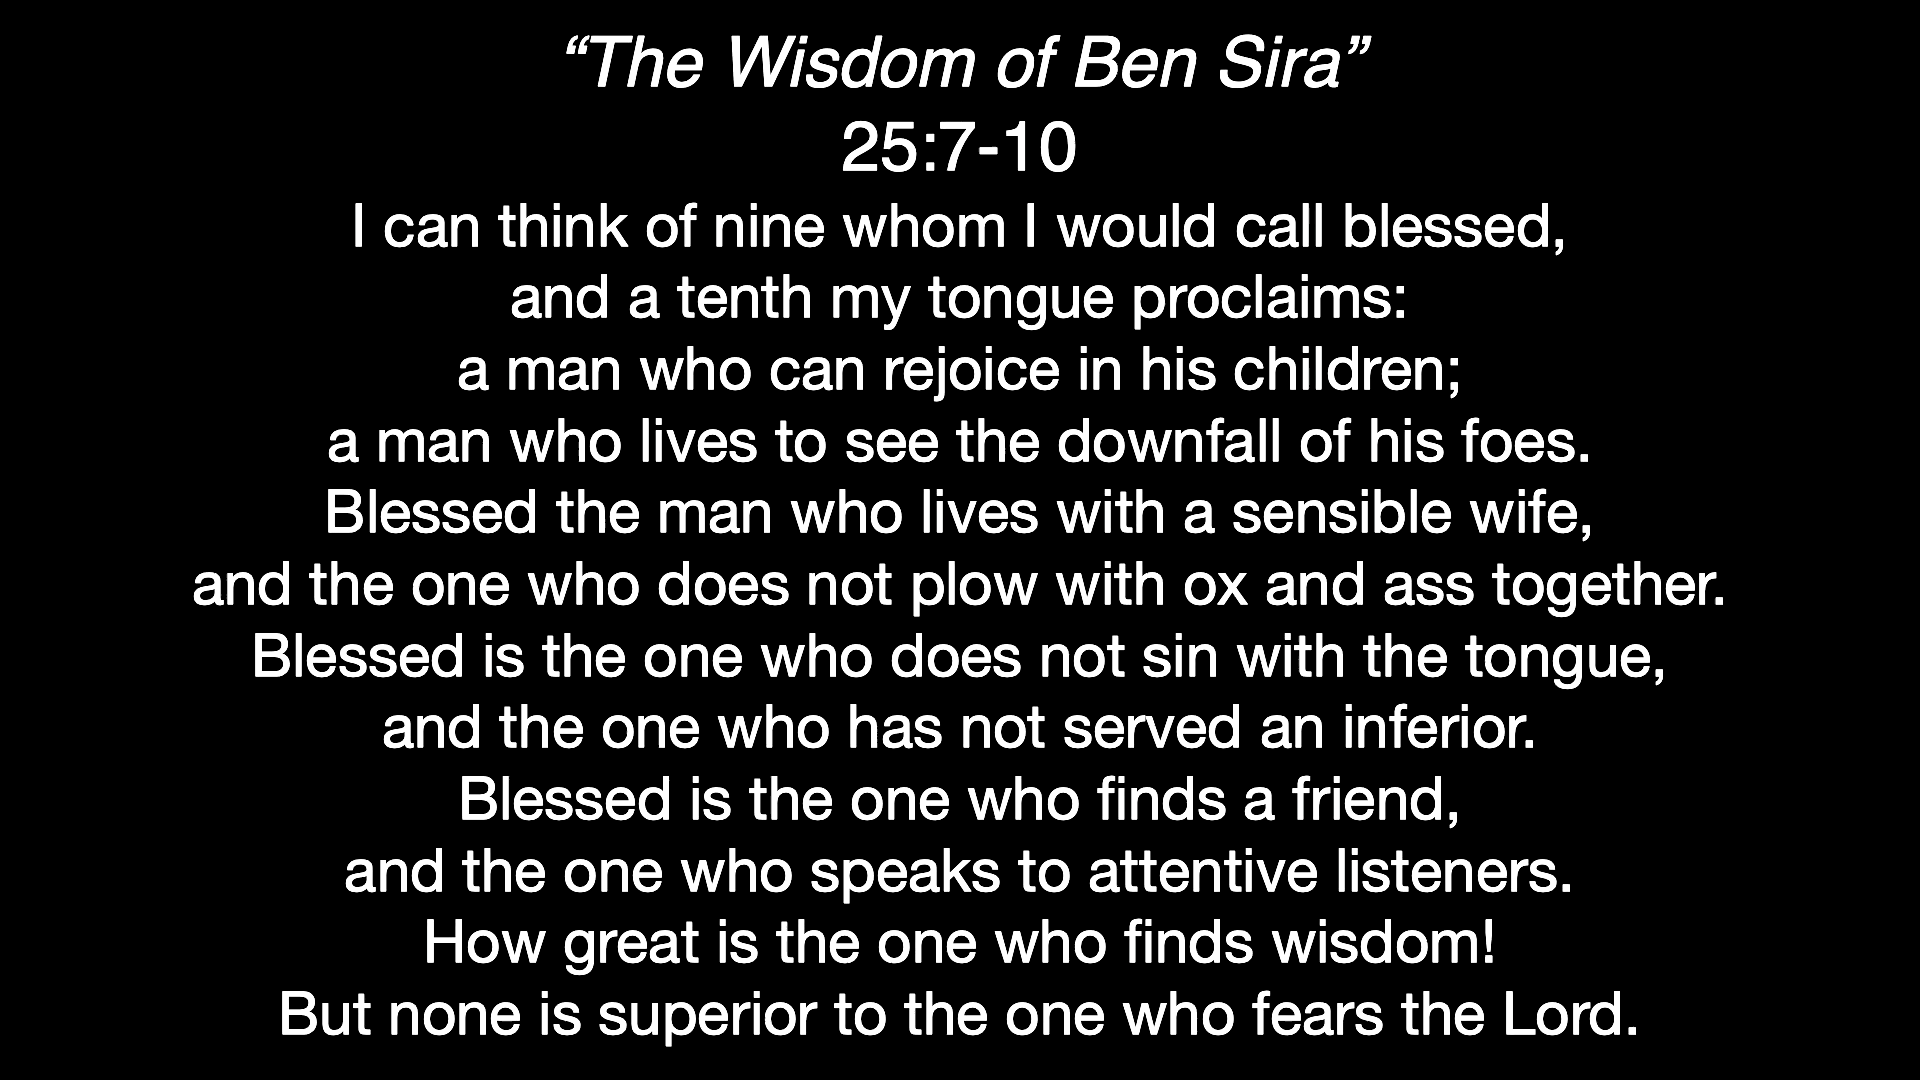 “The Wisdom of Ben Sira”
25:7-10
I can think of nine whom I would call blessed,
and a tenth my tongue proclaims:
a man who can rejoice in his children;
a man who lives to see the downfall of his foes.
Blessed the man who lives with a sensible wife,
and the one who does not plow with ox and ass together.
Blessed is the one who does not sin with the tongue,
and the one who has not served an inferior.
Blessed is the one who finds a friend,
and the one who speaks to attentive listeners.
How great is the one who finds wisdom!
But none is superior to the one who fears the Lord.